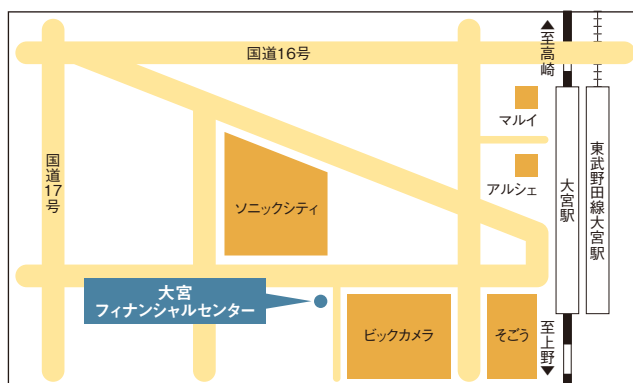 国道16号
▲至高崎
マルイ
国道17号
アルシェ
大宮駅
東武野田線大宮駅
ソニックシティ
大宮
フィナンシャルセンター
ビックカメラ
そごう
至上野▼